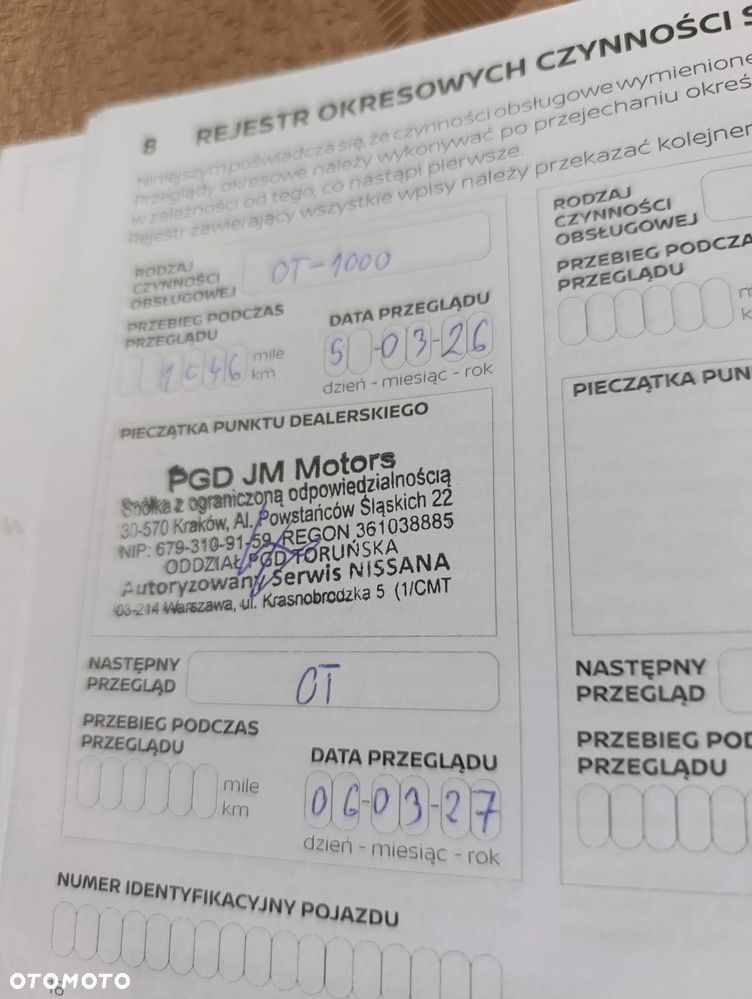 8 REJESTR OKRESOWYCH CZYNNOŚCI
Niniejszym poświadcza się, że czynności obsługowe wymienione
Przeglądy okresowe należy wykonywać po przejechaniu
w zależności od tego, co nastąpi pierwsze.
Rejestr zawierający wszystkie wpisy należy przekazać
RODZAJ
CZYNNOŚCI
OBSŁUGOWEJ
OT-1000
PRZEBIEG PODCZAS
PRZEGLĄDU
mile
km
DATA PRZEGLĄDU
5-03-26
dzień - miesiąc - rok
PIECZĄTKA PUNKTU DEALERSKIEGO
PGD JM Motors
Spółka z ograniczoną odpowiedzialnością
30-570 Kraków, Al. Powstańców Śląskich 22
NIP: 679-310-91-59, REGON 361038885
ODDZIAŁ PGD TORUŃSKA
Autoryzowany Serwis NISSANA
03-214 Warszawa, ul. Krasnobrodzka 5 (1/CMT
NASTĘPNY
PRZEGLĄD
OT
PRZEBIEG PODCZAS
PRZEGLĄDU
mile
km
DATA PRZEGLĄDU
06-03-27
dzień - miesiąc - rok
NUMER IDENTYFIKACYJNY POJAZDU
16
RODZAJ
CZYNNOŚCI
OBSŁUGOWEJ
PRZEBIEG PODCZA
PRZEGLĄDU
PIECZĄTKA PUN
NASTĘPNY
PRZEGLĄD
PRZEBIEG POD
PRZEGLĄDU
OTOMOTO